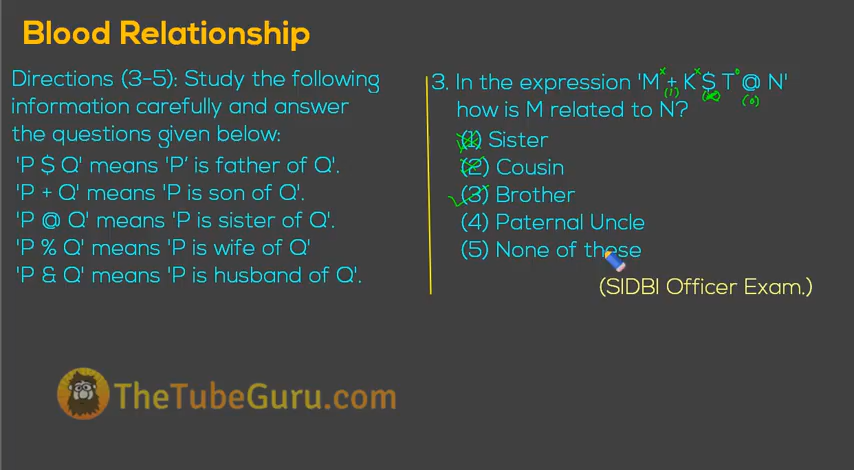 Blood Relationship
Directions (3-5): Study the following
information carefully and answer
the questions given below:
'P $ Q' means 'P' is father of Q'.
'P + Q' means 'P is son of Q'.
'P @ Q' means 'P is sister of Q'.
'P % Q' means 'P is wife of Q'
'P & Q' means 'P is husband of Q'.
3. In the expression 'M + K $ T @ N'
how is M related to N?
(1) Sister
(2) Cousin
(3) Brother
(4) Paternal Uncle
(5) None of these
(SIDBI Officer Exam.)
TheTubeGuru.com